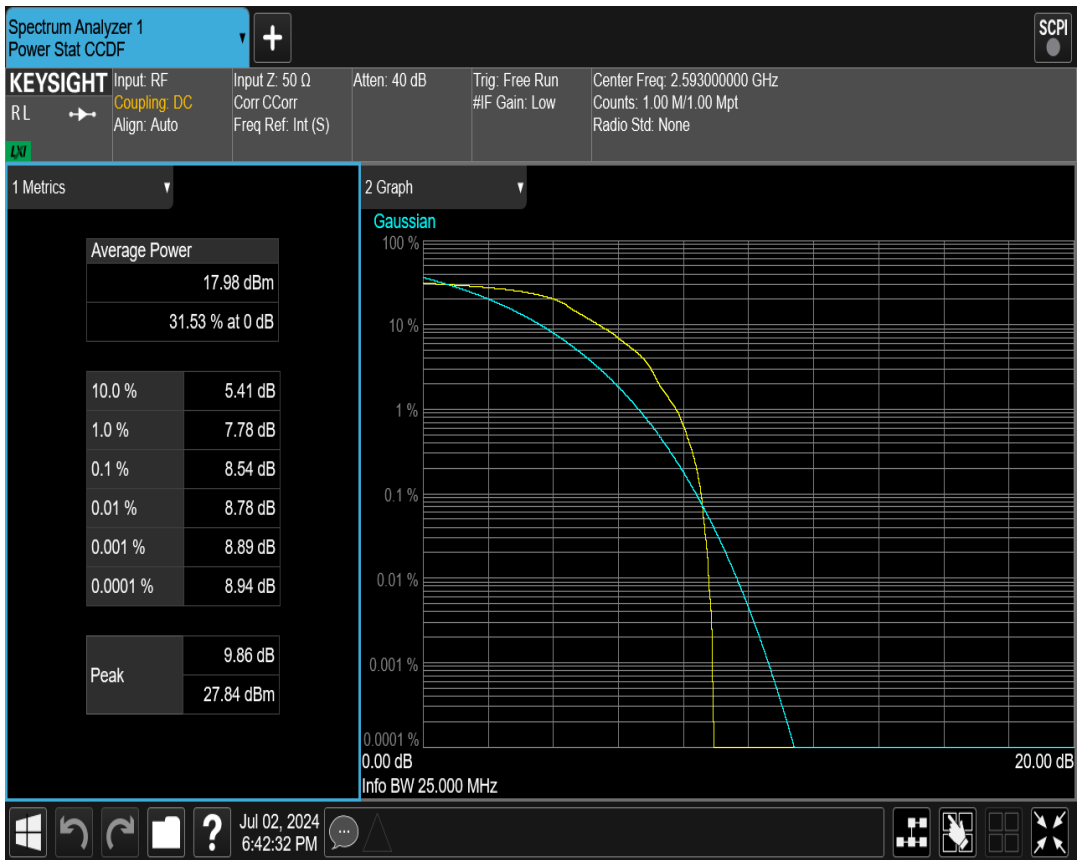 Spectrum Analyzer 1
Power Stat CCDF
+
SCPI
KEYSIGHT
RL
LXI
Input: RF
Coupling: DC
Align: Auto
Input Z: 50 Ω
Corr CCorr
Freq Ref: Int (S)
Atten: 40 dB
Trig: Free Run
#IF Gain: Low
Center Freq: 2.593000000 GHz
Counts: 1.00 M/1.00 Mpt
Radio Std: None
1 Metrics
Average Power
17.98 dBm
31.53 % at 0 dB
10.0 % 5.41 dB
1.0 % 7.78 dB
0.1 % 8.54 dB
0.01 % 8.78 dB
0.001 % 8.89 dB
0.0001 % 8.94 dB
Peak
9.86 dB
27.84 dBm
2 Graph
Gaussian
100 %
10 %
1 %
0.1 %
0.01 %
0.001 %
0.0001 %
0.00 dB 20.00 dB
Info BW 25.000 MHz
?
Jul 02, 2024
6:42:32 PM